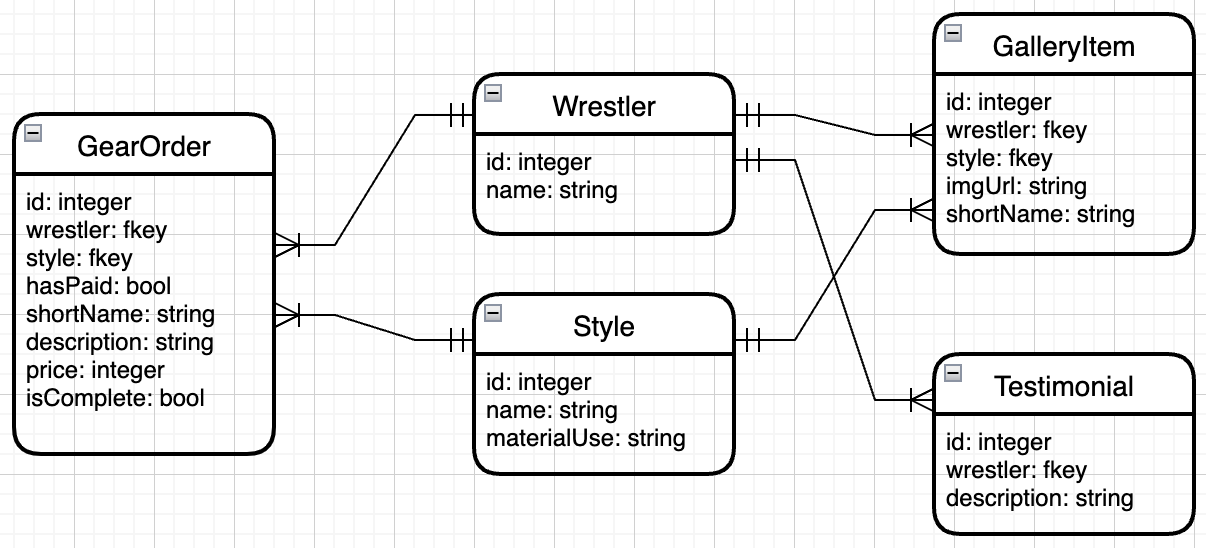 GearOrder
id: integer
wrestler: fkey
style: fkey
hasPaid: bool
shortName: string
description: string
price: integer
isComplete: bool
Wrestler
id: integer
name: string
Style
id: integer
name: string
materialUse: string
GalleryItem
id: integer
wrestler: fkey
style: fkey
imgUrl: string
shortName: string
Testimonial
id: integer
wrestler: fkey
description: string